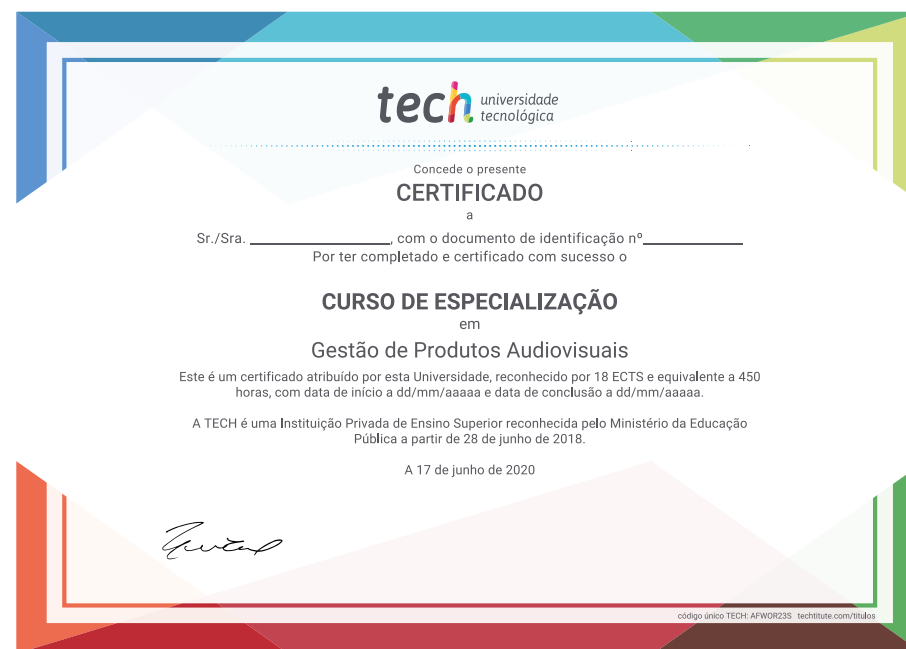 tech universidade
tecnológica
Concede o presente
CERTIFICADO
a
Sr./Sra. ____________________, com o documento de identificação nº______________
Por ter completado e certificado com sucesso o
CURSO DE ESPECIALIZAÇÃO
em
Gestão de Produtos Audiovisuais
Este é um certificado atribuído por esta Universidade, reconhecido por 18 ECTS e equivalente a 450
horas, com data de início a dd/mm/aaaaa e data de conclusão a dd/mm/aaaaa.
A TECH é uma Instituição Privada de Ensino Superior reconhecida pelo Ministério da Educação
Pública a partir de 28 de junho de 2018.
A 17 de junho de 2020
código único TECH: AFWOR23S techtitute.com/titulos